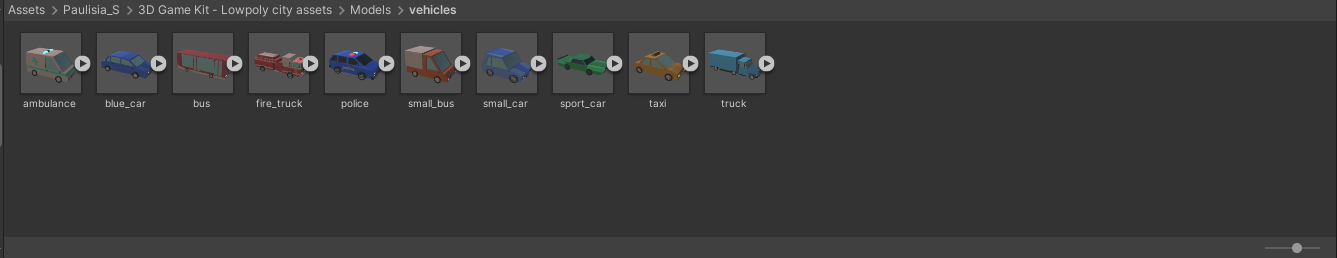 Assets > Paulisia_S > 3D Game Kit - Lowpoly city assets > Models > vehicles
ambulance blue_car bus fire_truck police small_bus small_car sport_car taxi truck